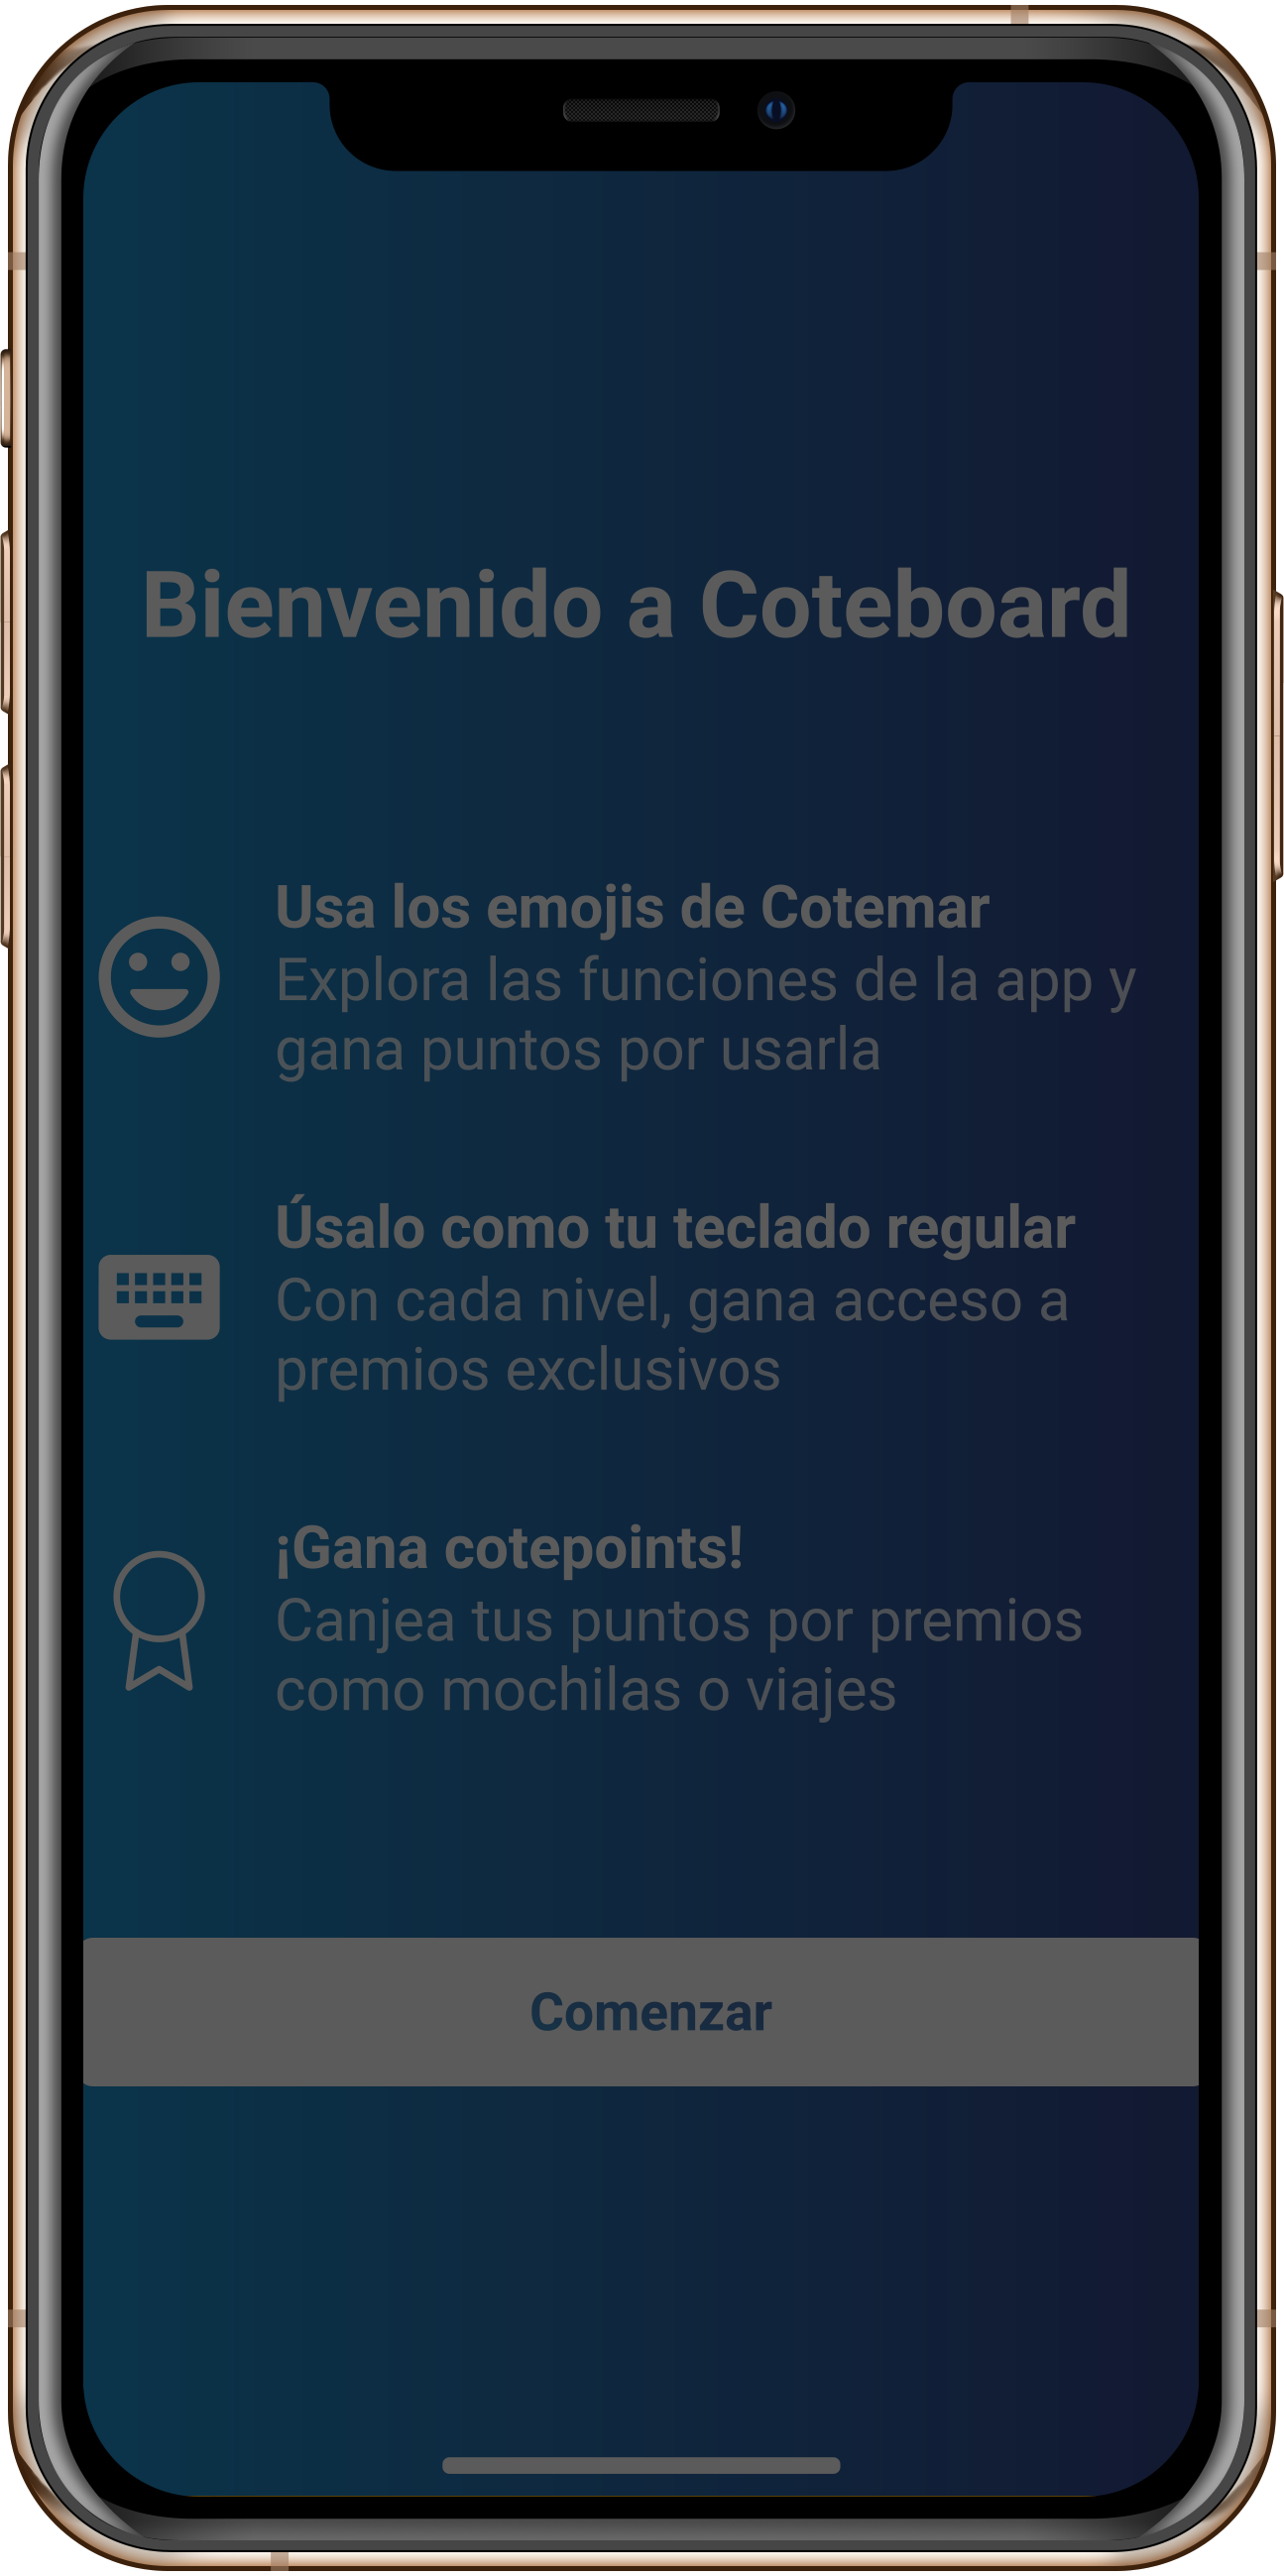 Bienvenido a Coteboard
Usa los emojis de Cotemar
Explora las funciones de la app y
gana puntos por usarla
Úsalo como tu teclado regular
Con cada nivel, gana acceso a
premios exclusivos
¡Gana cotepoints!
Canjea tus puntos por premios
como mochilas o viajes
Comenzar